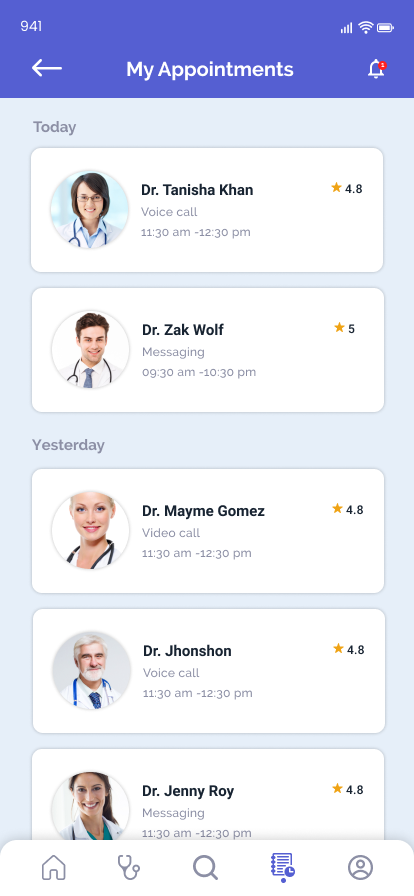 941
My Appointments
1
Today
Dr. Tanisha Khan
4.8
Voice call
11:30 am -12:30 pm
Dr. Zak Wolf
5
Messaging
09:30 am -10:30 pm
Yesterday
Dr. Mayme Gomez
4.8
Video call
11:30 am -12:30 pm
Dr. Jhonshon
4.8
Voice call
11:30 am -12:30 pm
Dr. Jenny Roy
4.8
Messaging
11:30 am -12:30 pm